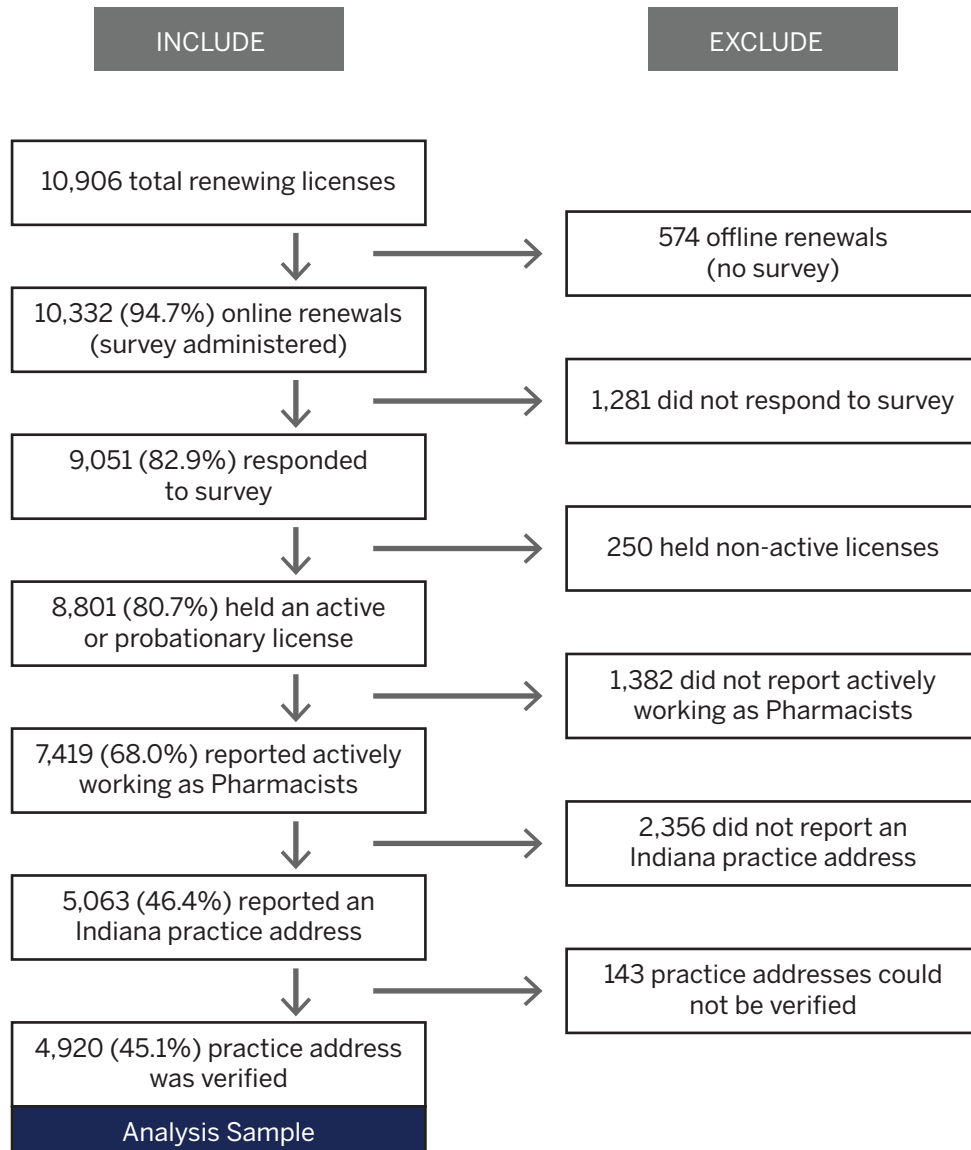 INCLUDE
EXCLUDE
10,906 total renewing licenses
574 offline renewals
(no survey)
10,332 (94.7%) online renewals
(survey administered)
1,281 did not respond to survey
9,051 (82.9%) responded
to survey
250 held non-active licenses
8,801 (80.7%) held an active
or probationary license
1,382 did not report actively
working as Pharmacists
7,419 (68.0%) reported actively
working as Pharmacists
2,356 did not report an
Indiana practice address
5,063 (46.4%) reported an
Indiana practice address
143 practice addresses could
not be verified
4,920 (45.1%) practice address
was verified
Analysis Sample